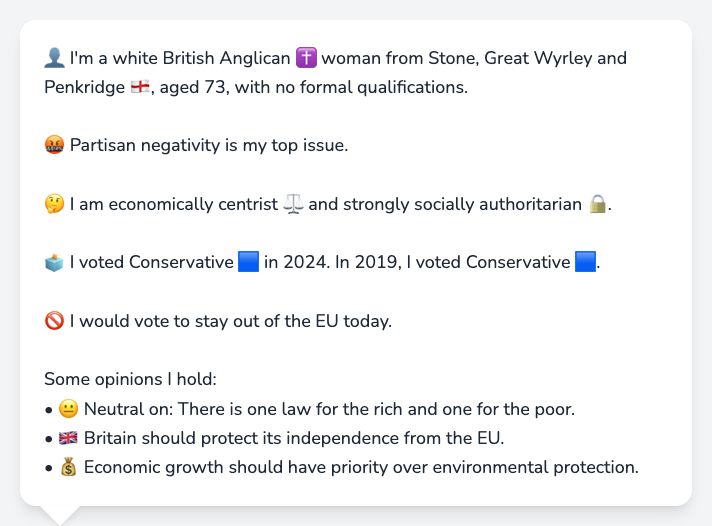 👤 I'm a white British Anglican ✝️ woman from Stone, Great Wyrley and
Penkridge 🏴󠁧󠁢󠁥󠁮󠁧󠁿, aged 73, with no formal qualifications.
🤬 Partisan negativity is my top issue.
🤔 I am economically centrist ⚖️ and strongly socially authoritarian 🔒.
🗳️ I voted Conservative 🟦 in 2024. In 2019, I voted Conservative 🟦.
🚫 I would vote to stay out of the EU today.
Some opinions I hold:
• 😐 Neutral on: There is one law for the rich and one for the poor.
• 🇬🇧 Britain should protect its independence from the EU.
• 💰 Economic growth should have priority over environmental protection.